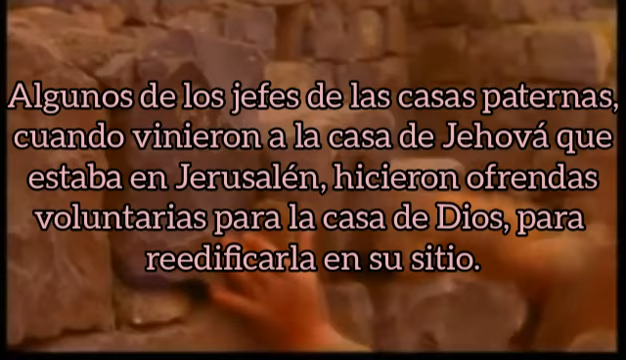 Algunos de los jefes de las casas paternas,
cuando vinieron a la casa de Jehová que
estaba en Jerusalén, hicieron ofrendas
voluntarias para la casa de Dios, para
reedificarla en su sitio.